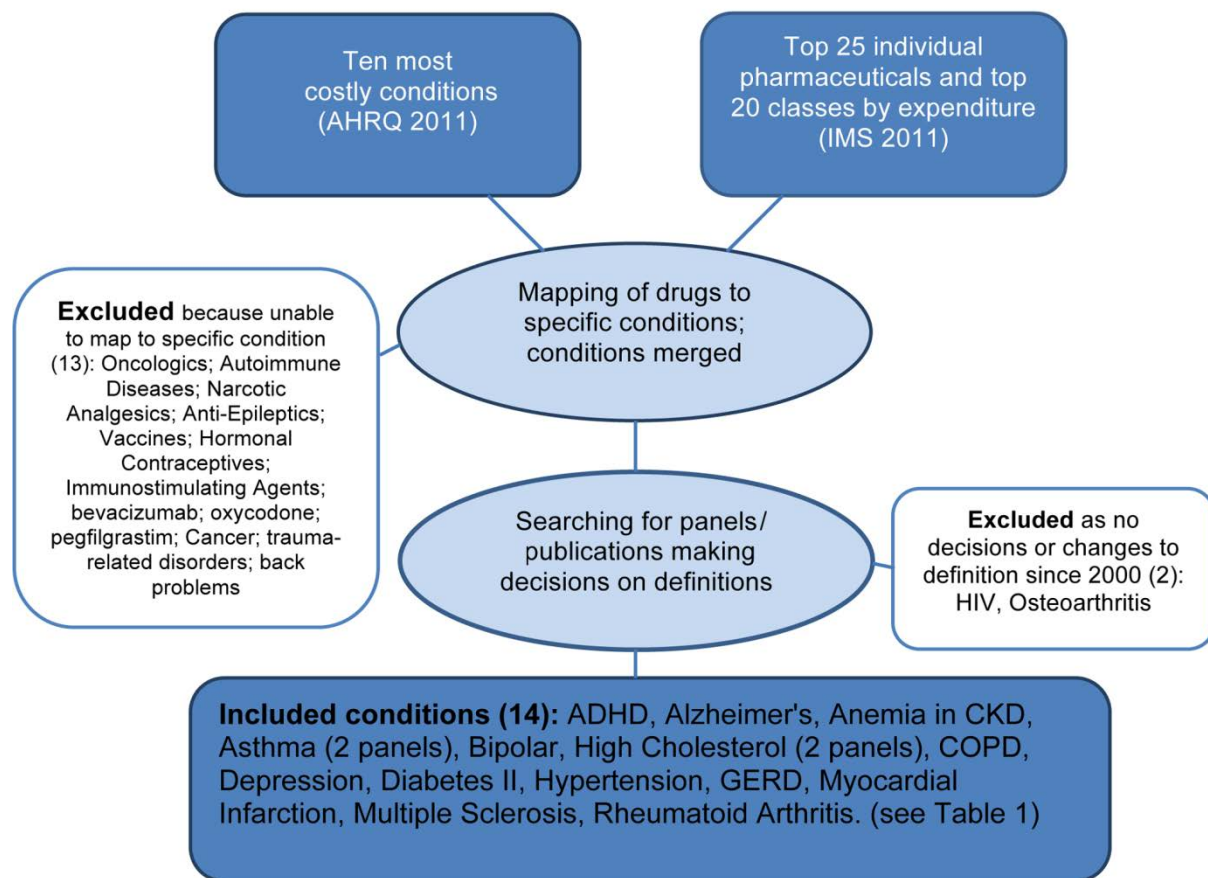 Ten most
costly conditions
(AHRQ 2011)
Top 25 individual
pharmaceuticals and top
20 classes by expenditure
(IMS 2011)
Mapping of drugs to
specific conditions;
conditions merged
Excluded because unable
to map to specific condition
(13): Oncologics; Autoimmune
Diseases; Narcotic
Analgesics; Anti-Epileptics;
Vaccines; Hormonal
Contraceptives;
Immunostimulating Agents;
bevacizumab; oxycodone;
pegfilgrastim; Cancer; trauma-
related disorders; back
problems
Searching for panels/
publications making
decisions on definitions
Excluded as no
decisions or changes to
definition since 2000 (2):
HIV, Osteoarthritis
Included conditions (14): ADHD, Alzheimer's, Anemia in CKD,
Asthma (2 panels), Bipolar, High Cholesterol (2 panels), COPD,
Depression, Diabetes II, Hypertension, GERD, Myocardial
Infarction, Multiple Sclerosis, Rheumatoid Arthritis. (see Table 1)